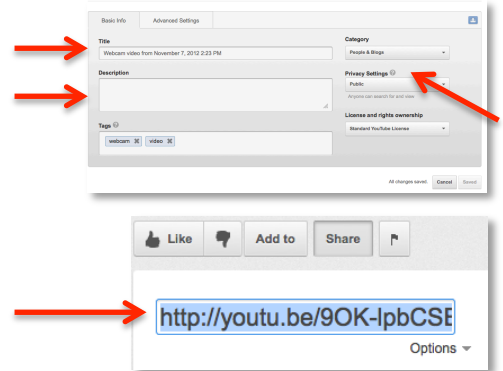 Basic Info Advanced Settings
Title
Webcam video from November 7, 2012 2:23 PM
Description
Tags
webcam video
Category
People & Blogs
Privacy Settings
Public
Anyone can search for and view
License and rights ownership
Standard YouTube License
All changes saved. Cancel Saved
Like Add to Share
http://youtu.be/9OK-lpbCSE
Options